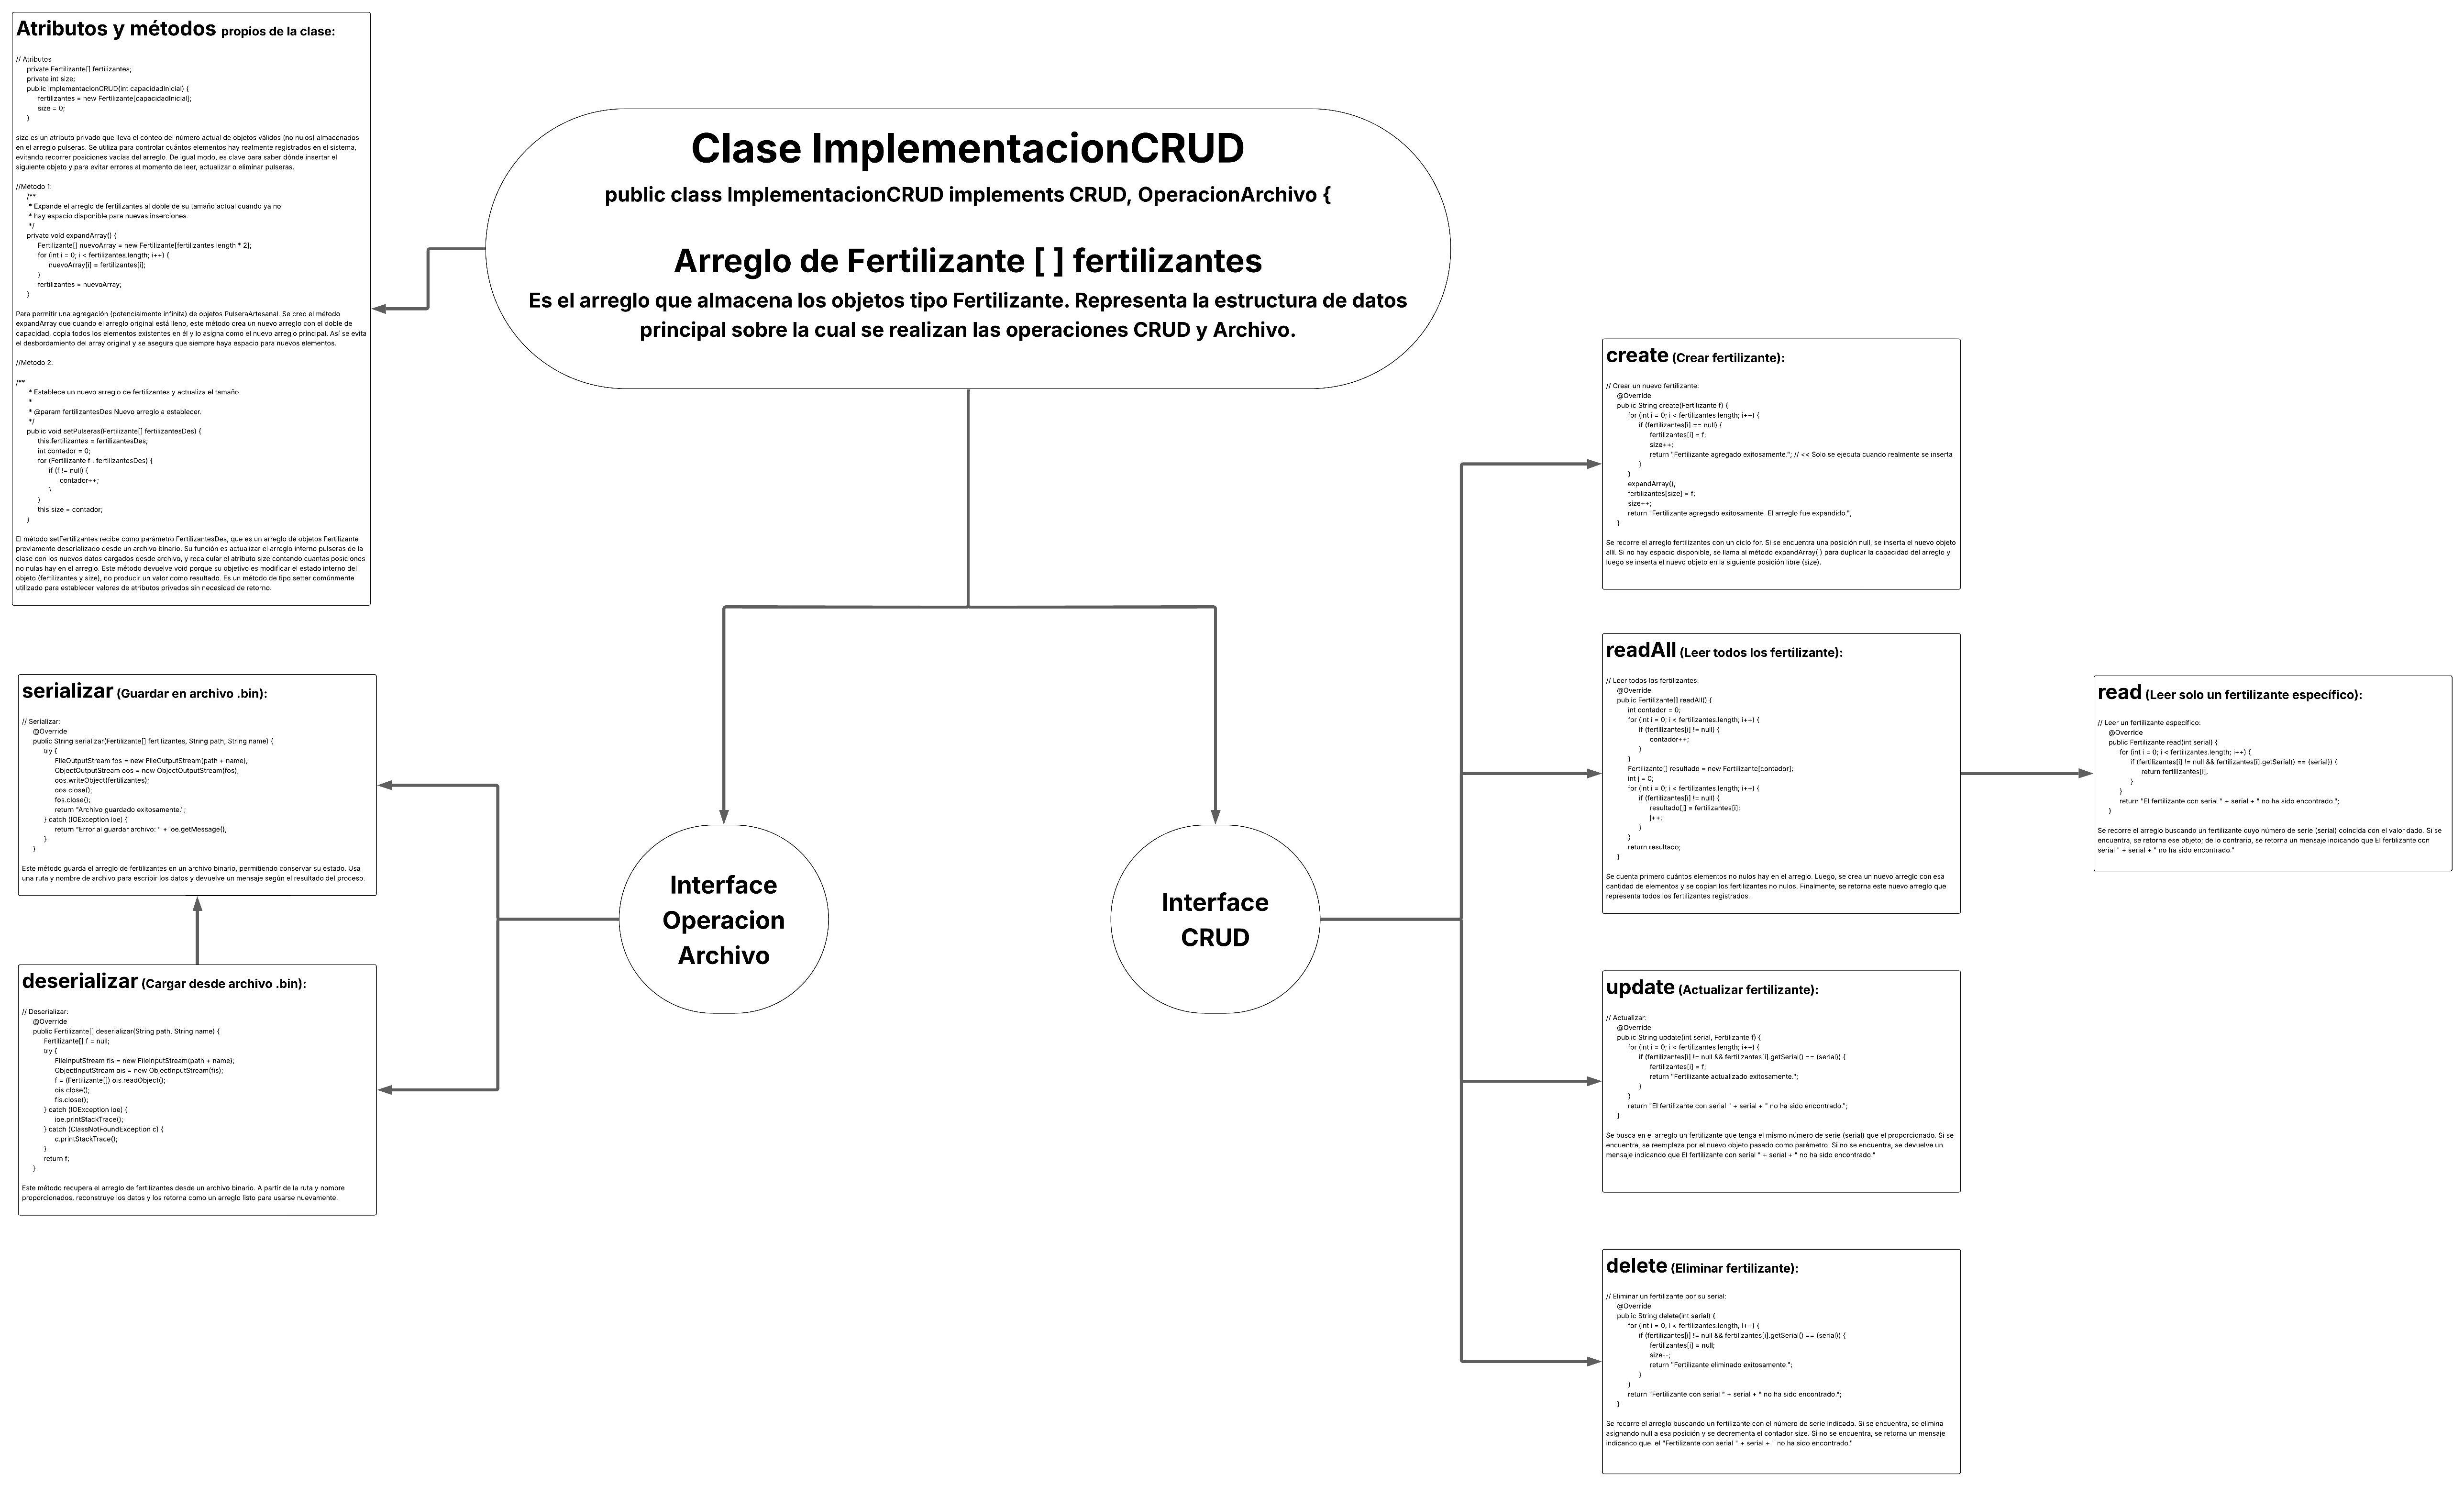 Atributos y métodos propios de la clase:
// Atributos
private Fertilizante[] fertilizantes;
private int size;
public ImplementacionCRUD(int capacidadInicial) {
fertilizantes = new Fertilizante[capacidadInicial];
size = 0;
}
size es un atributo privado que lleva el conteo del número actual de objetos válidos (no nulos) almacenados
en el arreglo pulseras. Se utiliza para controlar cuántos elementos hay realmente registrados en el sistema,
evitando recorrer posiciones vacías del arreglo. De igual modo, es clave para saber dónde insertar el
siguiente objeto y para evitar errores al momento de leer, actualizar o eliminar pulseras.
//Método 1:
/**
* Expande el arreglo de fertilizantes al doble de su tamaño actual cuando ya no
* hay espacio disponible para nuevas inserciones.
*/
private void expandArray() {
Fertilizante[] nuevoArray = new Fertilizante[fertilizantes.length * 2];
for (int i = 0; i < fertilizantes.length; i++) {
nuevoArray[i] = fertilizantes[i];
}
fertilizantes = nuevoArray;
}
Para permitir una agregación (potencialmente infinita) de objetos PulseraArtesanal. Se creo el método
expandArray que cuando el arreglo original está lleno, este método crea un nuevo arreglo con el doble de
capacidad, copia todos los elementos existentes en él y lo asigna como el nuevo arreglo principal. Así se evita
el desbordamiento del array original y se asegura que siempre haya espacio para nuevos elementos.
//Método 2:
/**
* Establece un nuevo arreglo de fertilizantes y actualiza el tamaño.
*
* @param fertilizantesDes Nuevo arreglo a establecer.
*/
public void setPulseras(Fertilizante[] fertilizantesDes) {
this.fertilizantes = fertilizantesDes;
int contador = 0;
for (Fertilizante f : fertilizantesDes) {
if (f != null) {
contador++;
}
}
this.size = contador;
}
El método setFertilizantes recibe como parámetro FertilizantesDes, que es un arreglo de objetos Fertilizante
previamente deserializado desde un archivo binario. Su función es actualizar el arreglo interno pulseras de la
clase con los nuevos datos cargados desde archivo, y recalcular el atributo size contando cuantas posiciones
no nulas hay en el arreglo. Este método devuelve void porque su objetivo es modificar el estado interno del
objeto (fertilizantes y size), no producir un valor como resultado. Es un método de tipo setter comúnmente
utilizado para establecer valores de atributos privados sin necesidad de retorno.
Clase ImplementacionCRUD
public class ImplementacionCRUD implements CRUD, OperacionArchivo {
Arreglo de Fertilizante [ ] fertilizantes
Es el arreglo que almacena los objetos tipo Fertilizante. Representa la estructura de datos
principal sobre la cual se realizan las operaciones CRUD y Archivo.
serializar (Guardar en archivo .bin):
// Serializar:
@Override
public String serializar(Fertilizante[] fertilizantes, String path, String name) {
try {
FileOutputStream fos = new FileOutputStream(path + name);
ObjectOutputStream oos = new ObjectOutputStream(fos);
oos.writeObject(fertilizantes);
oos.close();
fos.close();
return "Archivo guardado exitosamente.";
} catch (IOException ioe) {
return "Error al guardar archivo: " + ioe.getMessage();
}
}
Este método guarda el arreglo de fertilizantes en un archivo binario, permitiendo conservar su estado. Usa
una ruta y nombre de archivo para escribir los datos y devuelve un mensaje según el resultado del proceso.
deserializar (Cargar desde archivo .bin):
// Deserializar:
@Override
public Fertilizante[] deserializar(String path, String name) {
Fertilizante[] f = null;
try {
FileInputStream fis = new FileInputStream(path + name);
ObjectInputStream ois = new ObjectInputStream(fis);
f = (Fertilizante[]) ois.readObject();
ois.close();
fis.close();
} catch (IOException ioe) {
ioe.printStackTrace();
} catch (ClassNotFoundException c) {
c.printStackTrace();
}
return f;
}
Este método recupera el arreglo de fertilizantes desde un archivo binario. A partir de la ruta y nombre
proporcionados, reconstruye los datos y los retorna como un arreglo listo para usarse nuevamente.
Interface
Operacion
Archivo
Interface
CRUD
create (Crear fertilizante):
// Crear un nuevo fertilizante:
@Override
public String create(Fertilizante f) {
for (int i = 0; i < fertilizantes.length; i++) {
if (fertilizantes[i] == null) {
fertilizantes[i] = f;
size++;
return "Fertilizante agregado exitosamente."; // << Solo se ejecuta cuando realmente se inserta
}
}
expandArray();
fertilizantes[size] = f;
size++;
return "Fertilizante agregado exitosamente. El arreglo fue expandido.";
}
Se recorre el arreglo fertilizantes con un ciclo for. Si se encuentra una posición null, se inserta el nuevo objeto
allí. Si no hay espacio disponible, se llama al método expandArray( ) para duplicar la capacidad del arreglo y
luego se inserta el nuevo objeto en la siguiente posición libre (size).
readAll (Leer todos los fertilizante):
// Leer todos los fertilizantes:
@Override
public Fertilizante[] readAll() {
int contador = 0;
for (int i = 0; i < fertilizantes.length; i++) {
if (fertilizantes[i] != null) {
contador++;
}
}
Fertilizante[] resultado = new Fertilizante[contador];
int j = 0;
for (int i = 0; i < fertilizantes.length; i++) {
if (fertilizantes[i] != null) {
resultado[j] = fertilizantes[i];
j++;
}
}
return resultado;
}
Se cuenta primero cuántos elementos no nulos hay en el arreglo. Luego, se crea un nuevo arreglo con esa
cantidad de elementos y se copian los fertilizantes no nulos. Finalmente, se retorna este nuevo arreglo que
representa todos los fertilizantes registrados.
read (Leer solo un fertilizante específico):
// Leer un fertilizante específico:
@Override
public Fertilizante read(int serial) {
for (int i = 0; i < fertilizantes.length; i++) {
if (fertilizantes[i] != null && fertilizantes[i].getSerial() == (serial)) {
return fertilizantes[i];
}
}
return "El fertilizante con serial " + serial + " no ha sido encontrado.";
}
Se recorre el arreglo buscando un fertilizante cuyo número de serie (serial) coincida con el valor dado. Si se
encuentra, se retorna ese objeto; de lo contrario, se retorna un mensaje indicando que El fertilizante con
serial " + serial + " no ha sido encontrado."
update (Actualizar fertilizante):
// Actualizar:
@Override
public String update(int serial, Fertilizante f) {
for (int i = 0; i < fertilizantes.length; i++) {
if (fertilizantes[i] != null && fertilizantes[i].getSerial() == (serial)) {
fertilizantes[i] = f;
return "Fertilizante actualizado exitosamente.";
}
}
return "El fertilizante con serial " + serial + " no ha sido encontrado.";
}
Se busca en el arreglo un fertilizante que tenga el mismo número de serie (serial) que el proporcionado. Si se
encuentra, se reemplaza por el nuevo objeto pasado como parámetro. Si no se encuentra, se devuelve un
mensaje indicando que El fertilizante con serial " + serial + " no ha sido encontrado."
delete (Eliminar fertilizante):
// Eliminar un fertilizante por su serial:
@Override
public String delete(int serial) {
for (int i = 0; i < fertilizantes.length; i++) {
if (fertilizantes[i] != null && fertilizantes[i].getSerial() == (serial)) {
fertilizantes[i] = null;
size--;
return "Fertilizante eliminado exitosamente.";
}
}
return "Fertilizante con serial " + serial + " no ha sido encontrado.";
}
Se recorre el arreglo buscando un fertilizante con el número de serie indicado. Si se encuentra, se elimina
asignando null a esa posición y se decrementa el contador size. Si no se encuentra, se retorna un mensaje
indicanco que el "Fertilizante con serial " + serial + " no ha sido encontrado."